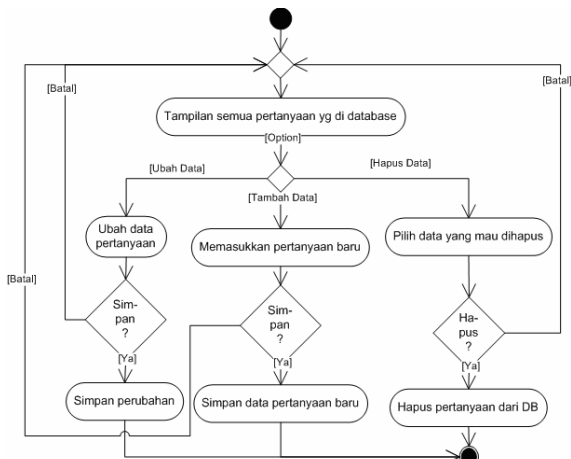 [Batal]
[Batal]
Tampilan semua pertanyaan yg di database
[Option]
[Ubah Data]
[Hapus Data]
[Tambah Data]
Ubah data
pertanyaan
Memasukkan pertanyaan baru
Pilih data yang mau dihapus
[Batal]
Sim-
pan
?
Sim-
pan
?
Ha-
pus
?
[Ya]
[Ya]
[Ya]
Simpan perubahan
Simpan data pertanyaan baru
Hapus pertanyaan dari DB